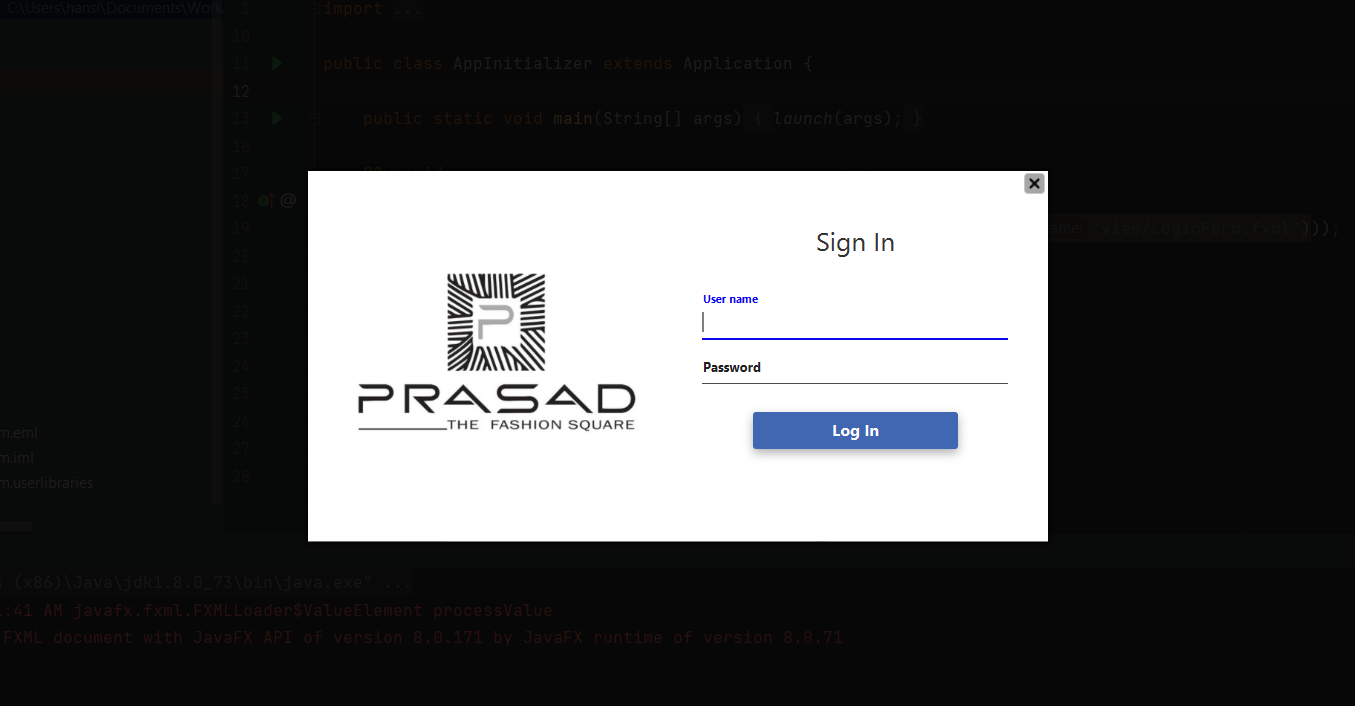 C:\Users\hansi\Documents\Work
1 import ...
10
11 public class AppInitializer extends Application {
12
13 public static void main(String[] args) { launch(args); }
16
17
18 @
19 name: "view/LoginForm.fxml")));
20
21
22
23
24
25
26
27
28
m.eml
m.iml
m.userlibraries
Sign In
User name
Password
Log In
P
PRASAD
THE FASHION SQUARE
(x86)\Java\jdk1.8.0_73\bin\java.exe" ...
:41 AM javafx.fxml.FXMLLoader$ValueElement processValue
FXML document with JavaFX API of version 8.0.171 by JavaFX runtime of version 8.0.71